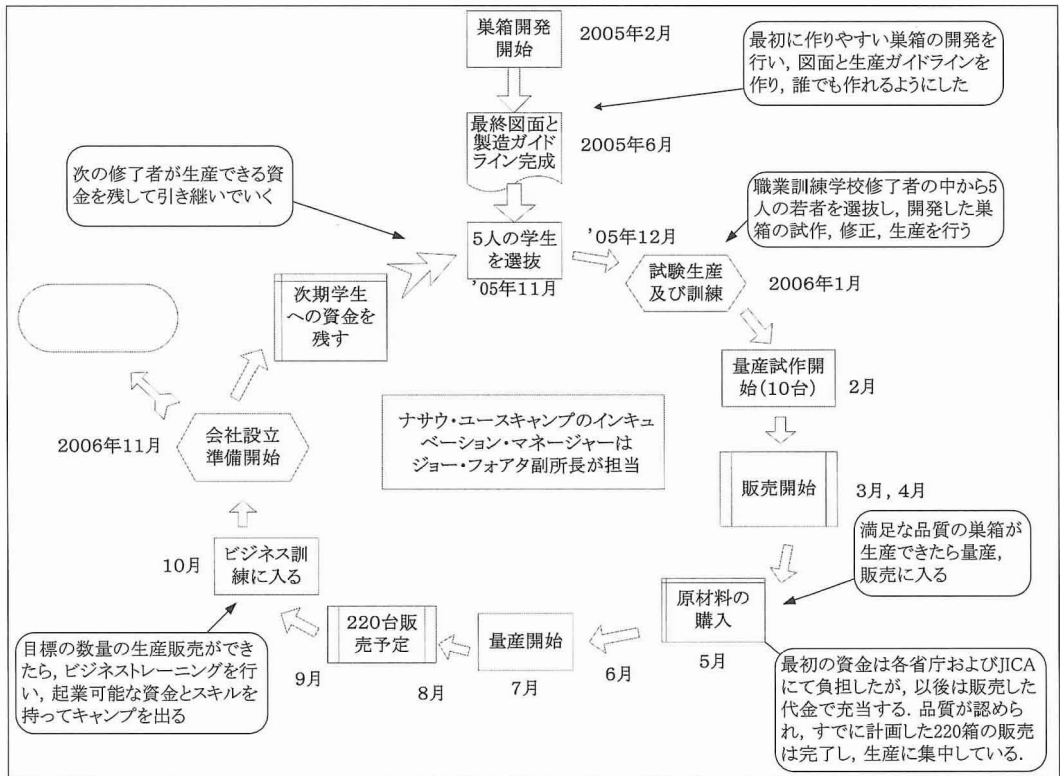 巣箱開発
開始
2005年2月
最初に作りやすい巣箱の開発を
行い, 図面と生産ガイドラインを
作り, 誰でも作れるようにした
最終図面と
製造ガイド
ライン完成
2005年6月
次の修了者が生産できる資
金を残して引き継いでいく
職業訓練学校修了者の中から5
人の若者を選抜し, 開発した巣
箱の試作, 修正, 生産を行う
5人の学生
を選抜
'05年11月
'05年12月
試験生産
及び訓練
2006年1月
次期学生
への資金を
残す
量産試作開
始(10台)
2月
ナサウ・ユースキャンプのインキュ
ベーション・マネージャーは
ジョー・フォアタ副所長が担当
2006年11月
会社設立
準備開始
販売開始
3月, 4月
満足な品質の巣箱が
生産できたら量産,
販売に入る
10月
ビジネス訓
練に入る
原材料の
購入
5月
220台販
売予定
量産開始
9月
8月
7月
6月
目標の数量の生産販売ができ
たら, ビジネストレーニングを行
い, 起業可能な資金とスキルを
持ってキャンプを出る
最初の資金は各省庁およびJICA
にて負担したが, 以後は販売した
代金で充当する. 品質が認めら
れ, すでに計画した220箱の販売
は完了し, 生産に集中している.